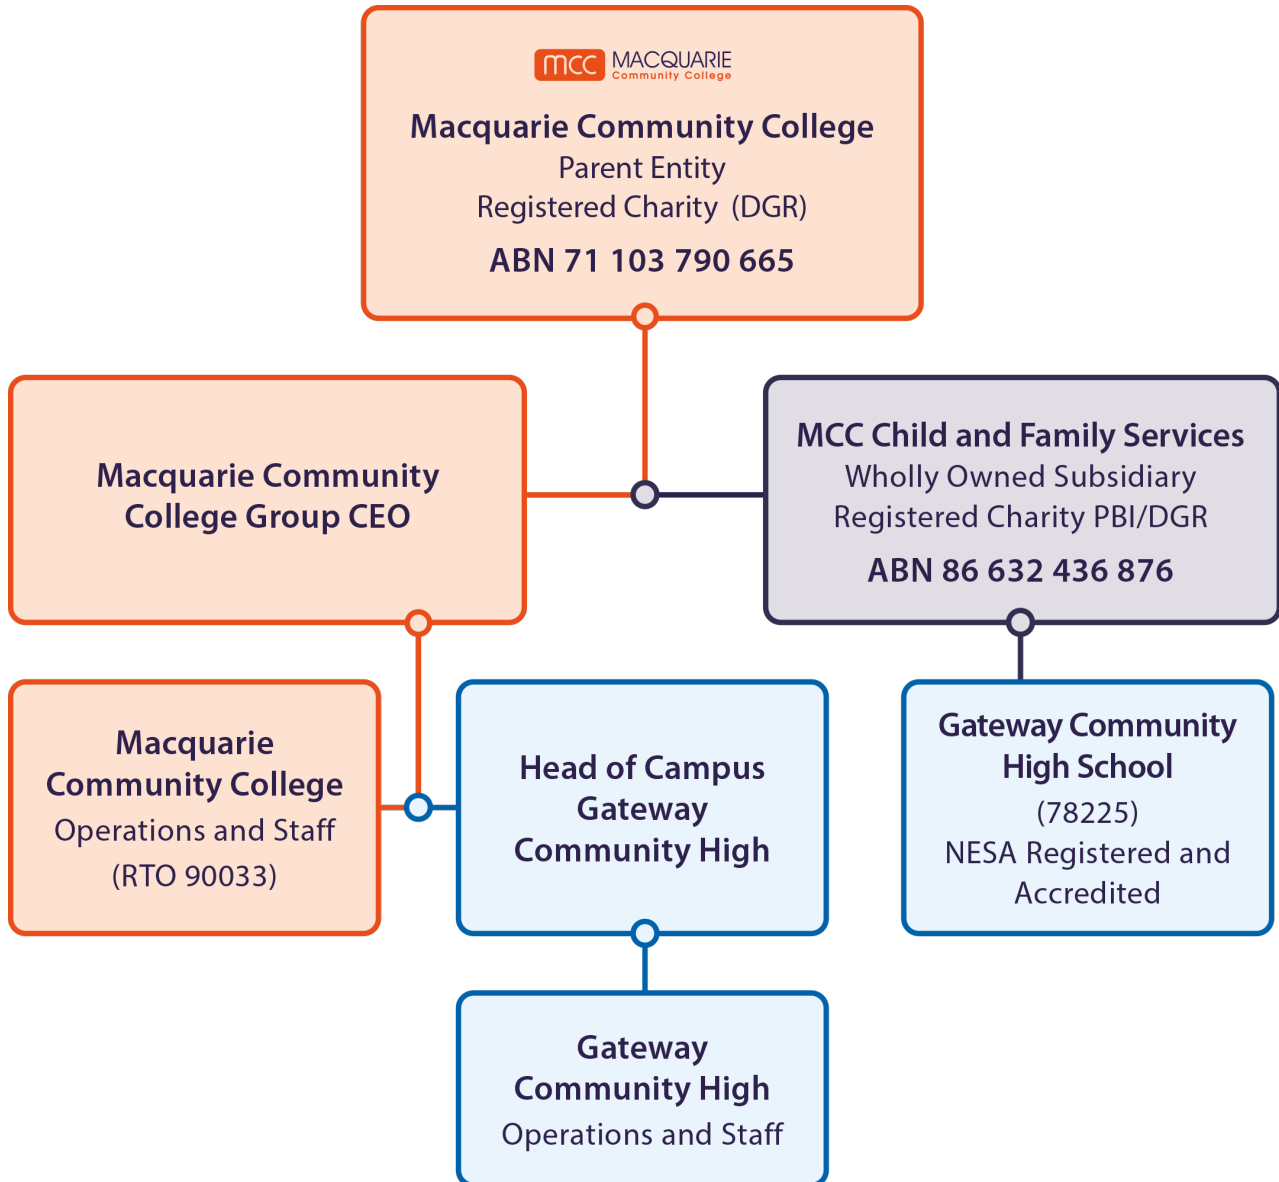 mcc MACQUARIE
Community College
Macquarie Community College
Parent Entity
Registered Charity (DGR)
ABN 71 103 790 665
Macquarie Community
College Group CEO
MCC Child and Family Services
Wholly Owned Subsidiary
Registered Charity PBI/DGR
ABN 86 632 436 876
Macquarie
Community College
Operations and Staff
(RTO 90033)
Head of Campus
Gateway
Community High
Gateway Community
High School
(78225)
NESA Registered and
Accredited
Gateway
Community High
Operations and Staff